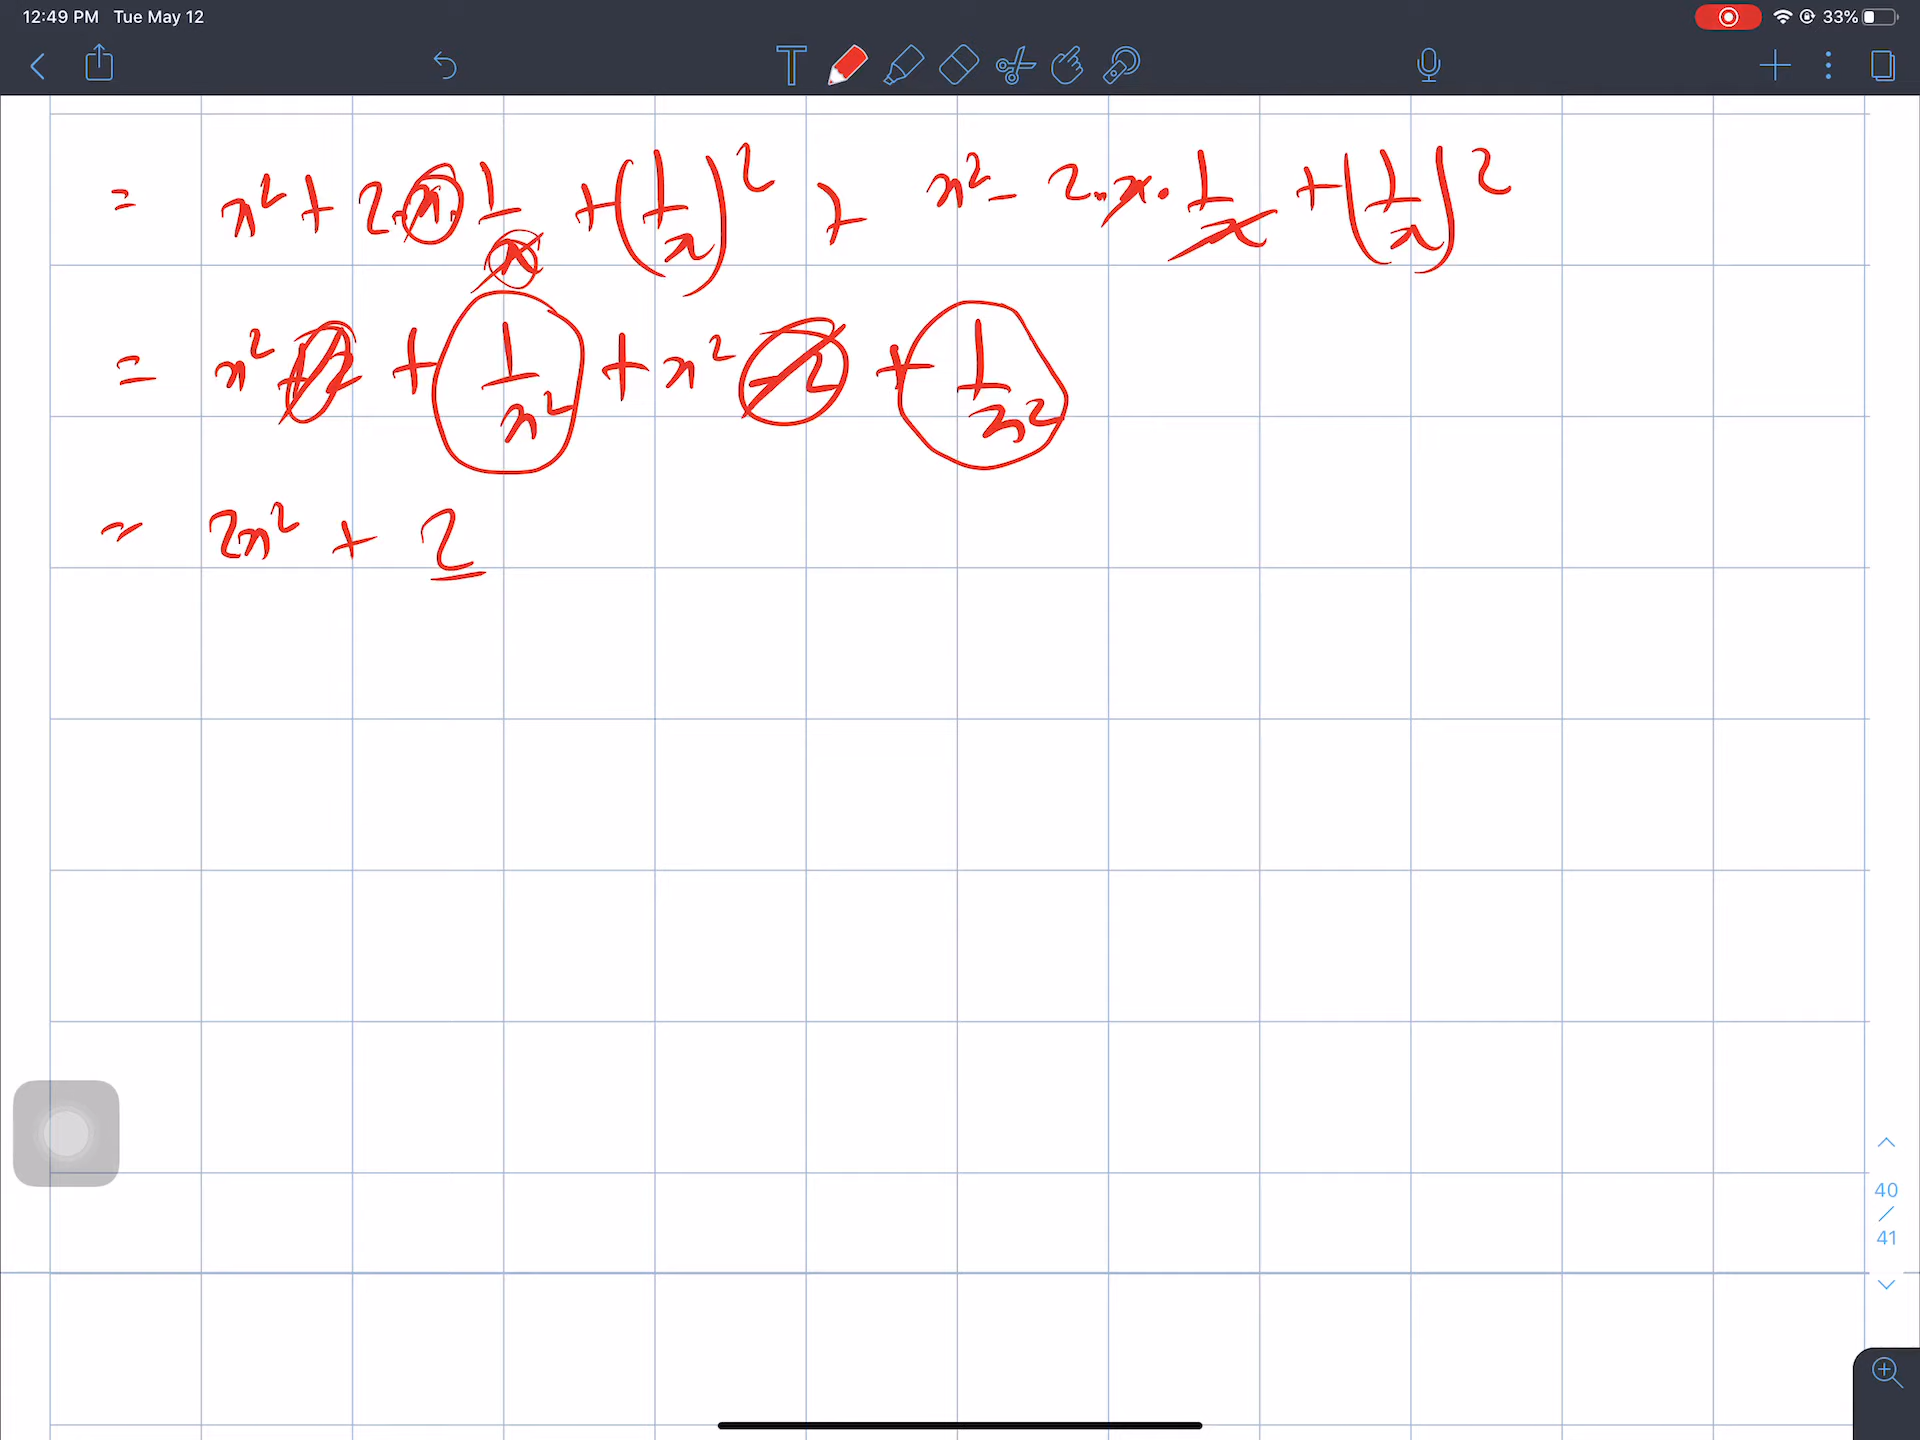 12:49 PM Tue May 12 33%
= x² + 2·x·1/x + (1/x)² + x² - 2·x·1/x + (1/x)²
= x² +2 + 1/x² + x² -2 + 1/x²
= 2x² + 2
40
/
41